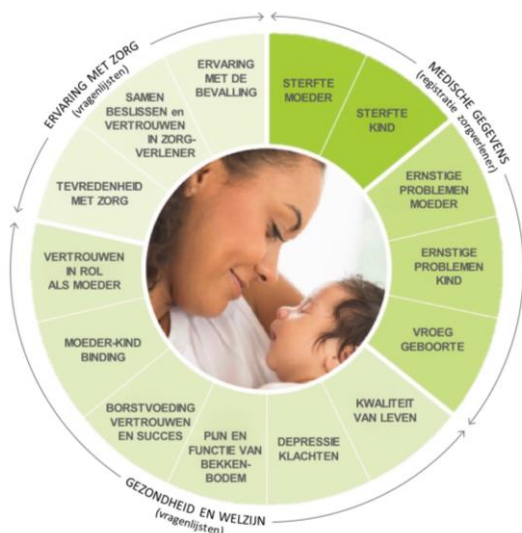 ERVARING MET ZORG
(vragenlijsten)
MEDISCHE GEGEVENS
(registratie zorgverlener)
ERVARING
MET DE
BEVALLING
STERFTE
MOEDER
STERFTE
KIND
ERNSTIGE
PROBLEMEN
MOEDER
ERNSTIGE
PROBLEMEN
KIND
VROEG
GEBOORTE
KWALITEIT
VAN LEVEN
DEPRESSIE
KLACHTEN
PIJN EN
FUNCTIE VAN
BEKKEN-
BODEM
BORSTVOEDING
VERTROUWEN
EN SUCCES
MOEDER-KIND
BINDING
VERTROUWEN
IN ROL
ALS MOEDER
TEVREDENHEID
MET ZORG
SAMEN
BESLISSEN en
VERTROUWEN
IN ZORG-
VERLENER
GEZONDHEID EN WELZIJN
(vragenlijsten)